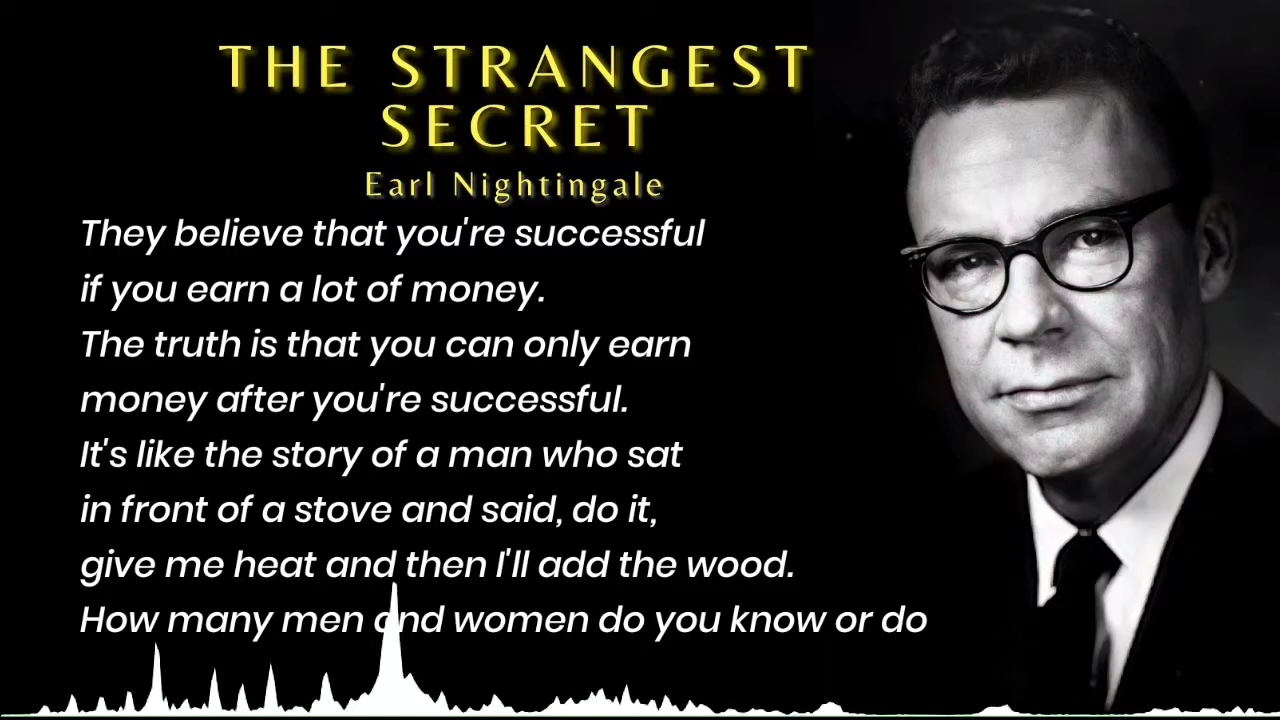 THE STRANGEST
SECRET
Earl Nightingale
They believe that you're successful
if you earn a lot of money.
The truth is that you can only earn
money after you're successful.
It's like the story of a man who sat
in front of a stove and said, do it,
give me heat and then I'll add the wood.
How many men and women do you know or do